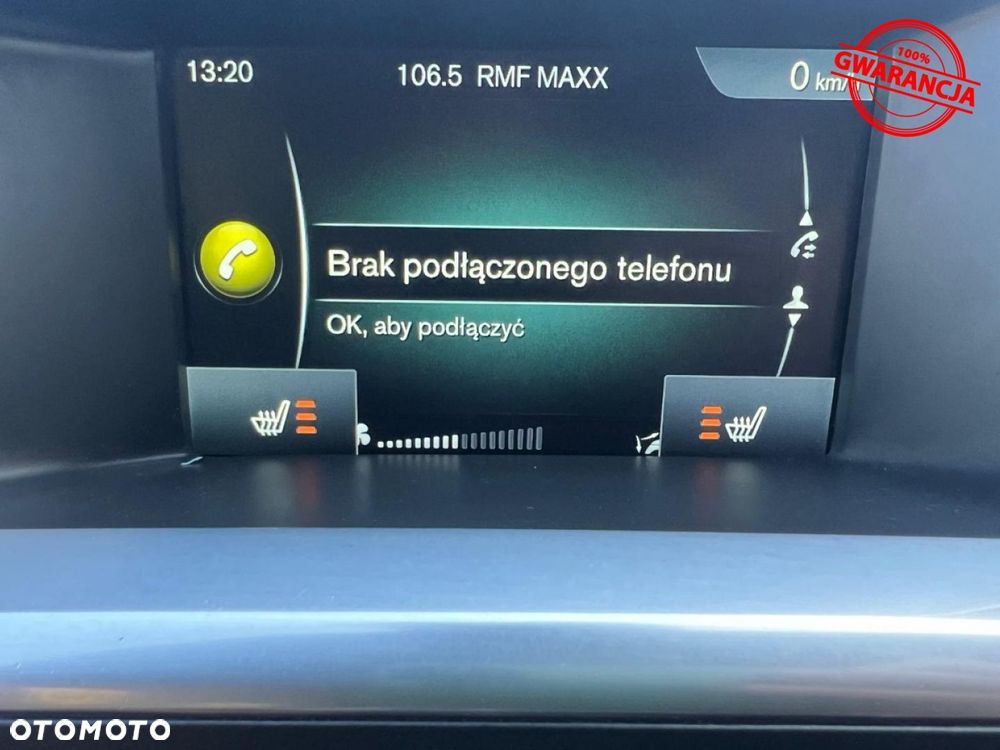 13:20
106.5 RMF MAXX
0 km/h
100%
GWARANCJA
Brak podłączonego telefonu
OK, aby podłączyć
OTOMOTO